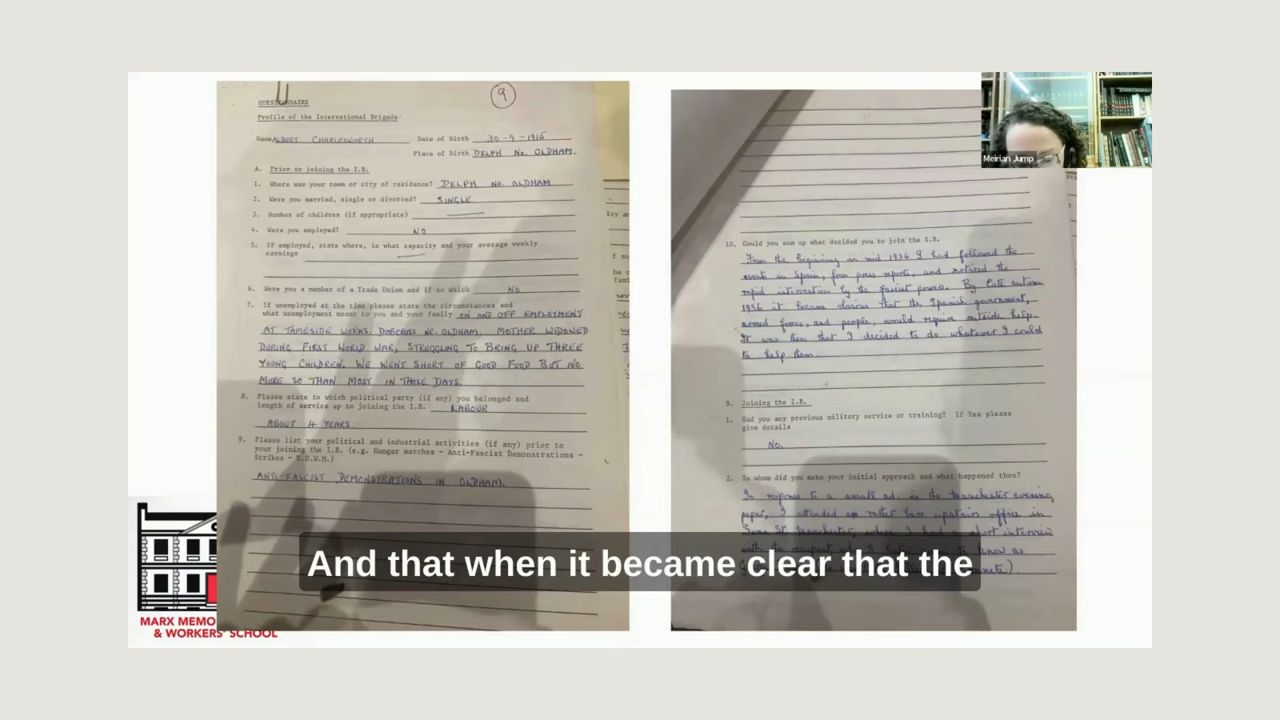 9
QUESTIONNAIRE
Profile of the International Brigade
Name ALBERT CHARLESWORTH Date of Birth 30-9-1915
Place of Birth DELPH NR. OLDHAM.
A. Prior to joining the I.B.
1. Where was your town or city of residence? DELPH NR. OLDHAM
2. Were you married, single or divorced? SINGLE
3. Number of children (if appropriate)
4. Were you employed? NO
5. If employed, state where, in what capacity and your average weekly
earnings
6. Were you a member of a Trade Union and if so which NO
7. If unemployed at the time please state the circumstances and
what unemployment meant to you and your family ON AND OFF EMPLOYMENT
AT TAMESIDE WORKS, DOBCROSS NR. OLDHAM. MOTHER WIDOWED
DURING FIRST WORLD WAR, STRUGGLING TO BRING UP THREE
YOUNG CHILDREN. WE WENT SHORT OF GOOD FOOD BUT NO
MORE SO THAN MOST IN THOSE DAYS.
8. Please state to which political party (if any) you belonged and
length of service up to joining the I.B. LABOUR
ABOUT 4 YEARS.
9. Please list your political and industrial activities (if any) prior to
your joining the I.B. (e.g. Hunger marches - Anti-Fascist Demonstrations -
Strikes - N.U.W.M.)
ANTI-FASCIST DEMONSTRATIONS IN OLDHAM.
10. Could you sum up what decided you to join the I.B.
From the beginning in mid 1936 I had followed the
events in Spain, from press reports, and noticed the
rapid intervention by the fascist powers. By late autumn
1936 it became obvious that the Spanish government,
armed forces, and people, would require outside help.
It was then that I decided to do whatever I could
to help them
B. Joining the I.B.
1. Had you any previous military service or training? If Yes please
give details
No.
2. To whom did you make your initial approach and what happened then?
In response to a small ad. in the Manchester evening
paper, I attended a rather bare upstairs office in
St. Manchester, where I had a short interview
with the to know as
Meirian Jump
And that when it became clear that the
MARX MEMO
& WORKERS' SCHOOL